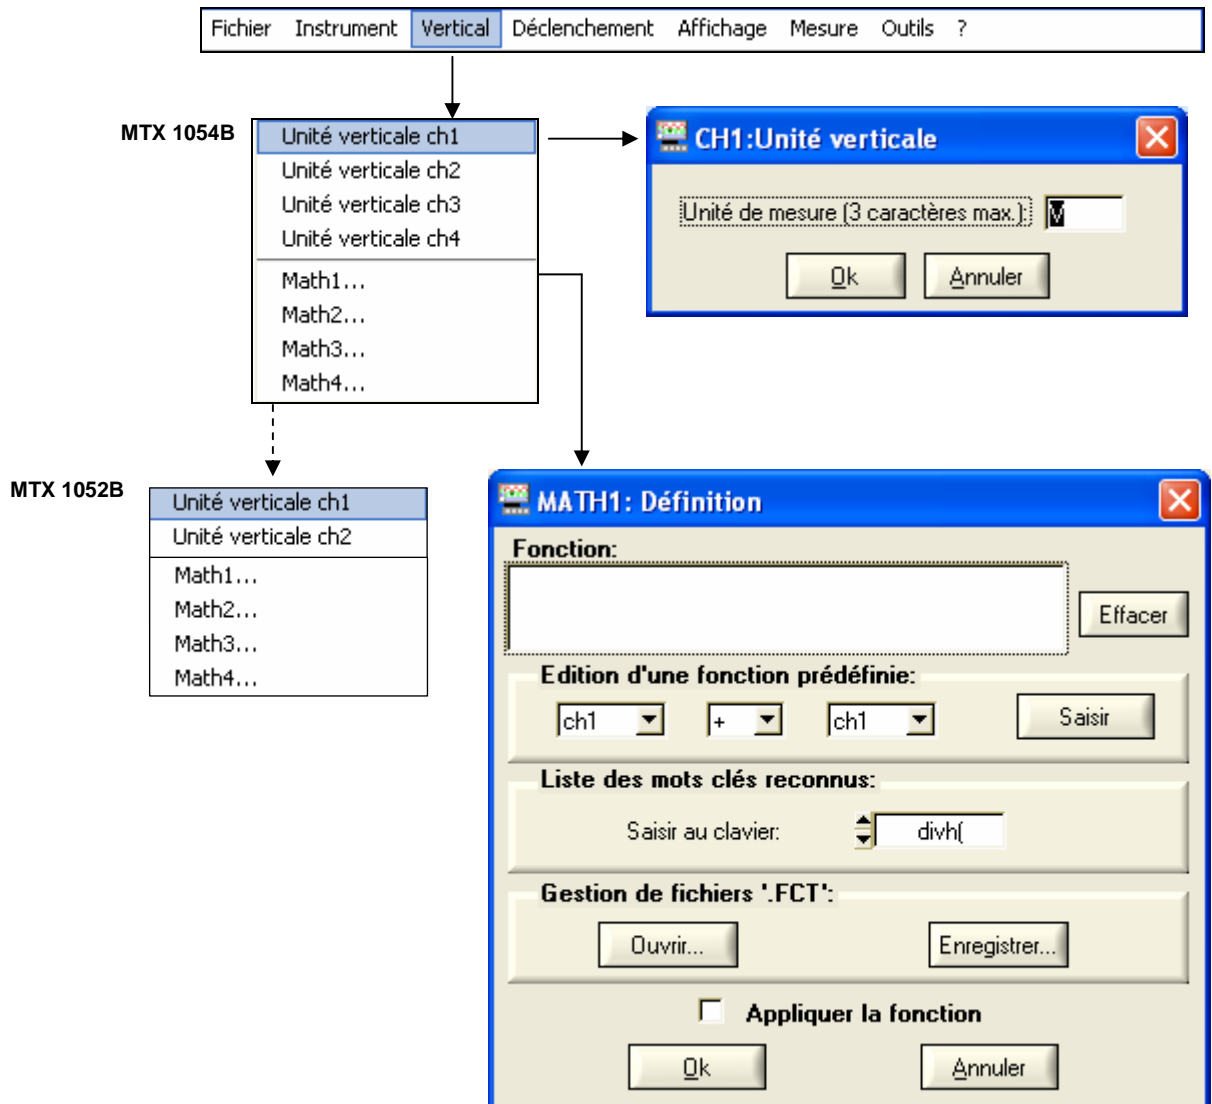 Fichier Instrument Vertical Déclenchement Affichage Mesure Outils ?
MTX 1054B
Unité verticale ch1
Unité verticale ch2
Unité verticale ch3
Unité verticale ch4
Math1...
Math2...
Math3...
Math4...
CH1:Unité verticale
Unité de mesure (3 caractères max.): V
Ok Annuler
MTX 1052B
Unité verticale ch1
Unité verticale ch2
Math1...
Math2...
Math3...
Math4...
MATH1: Définition
Fonction:
Effacer
Edition d'une fonction prédéfinie:
ch1 + ch1 Saisir
Liste des mots clés reconnus:
Saisir au clavier: divh(
Gestion de fichiers '.FCT':
Ouvrir... Enregistrer...
Appliquer la fonction
Ok Annuler